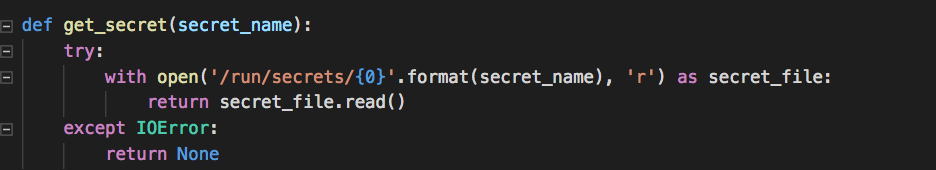 def get_secret(secret_name):
    try:
        with open('/run/secrets/{0}'.format(secret_name), 'r') as secret_file:
            return secret_file.read()
    except IOError:
        return None